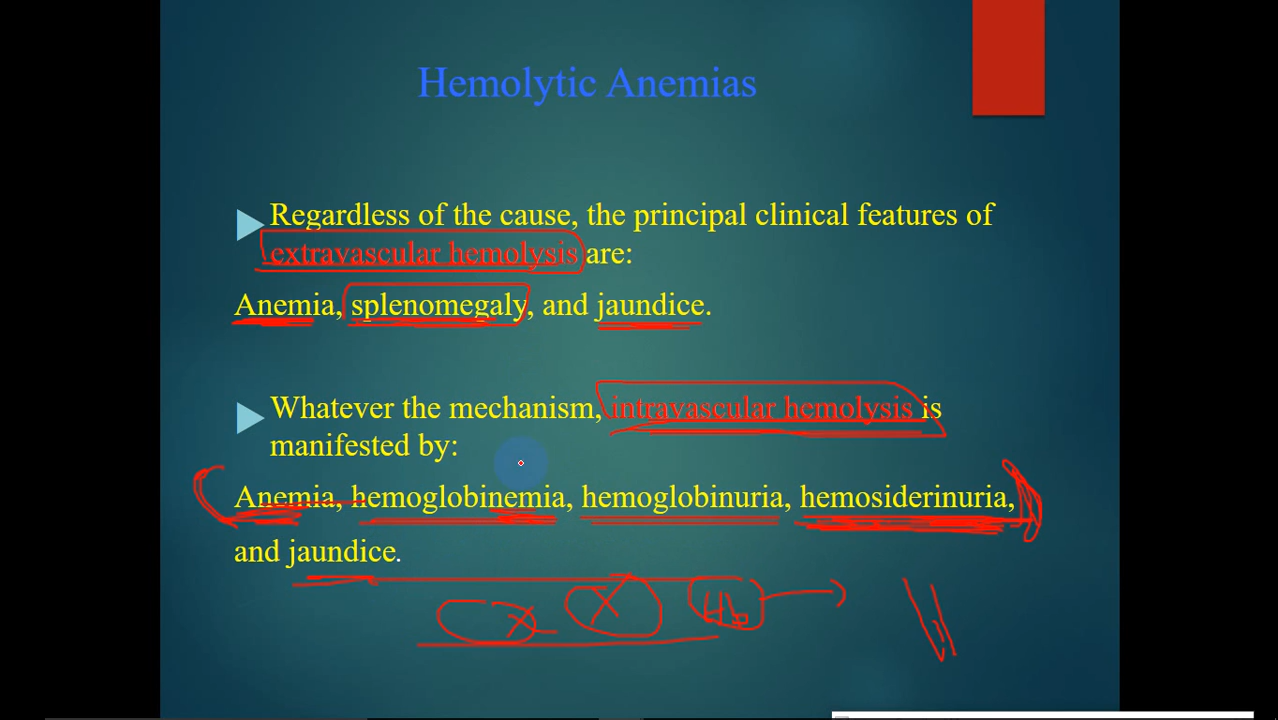 Hemolytic Anemias
Regardless of the cause, the principal clinical features of
extravascular hemolysis are:
Anemia, splenomegaly, and jaundice.
Whatever the mechanism, intravascular hemolysis is
manifested by:
Anemia, hemoglobinemia, hemoglobinuria, hemosiderinuria,
and jaundice.
X X Hb